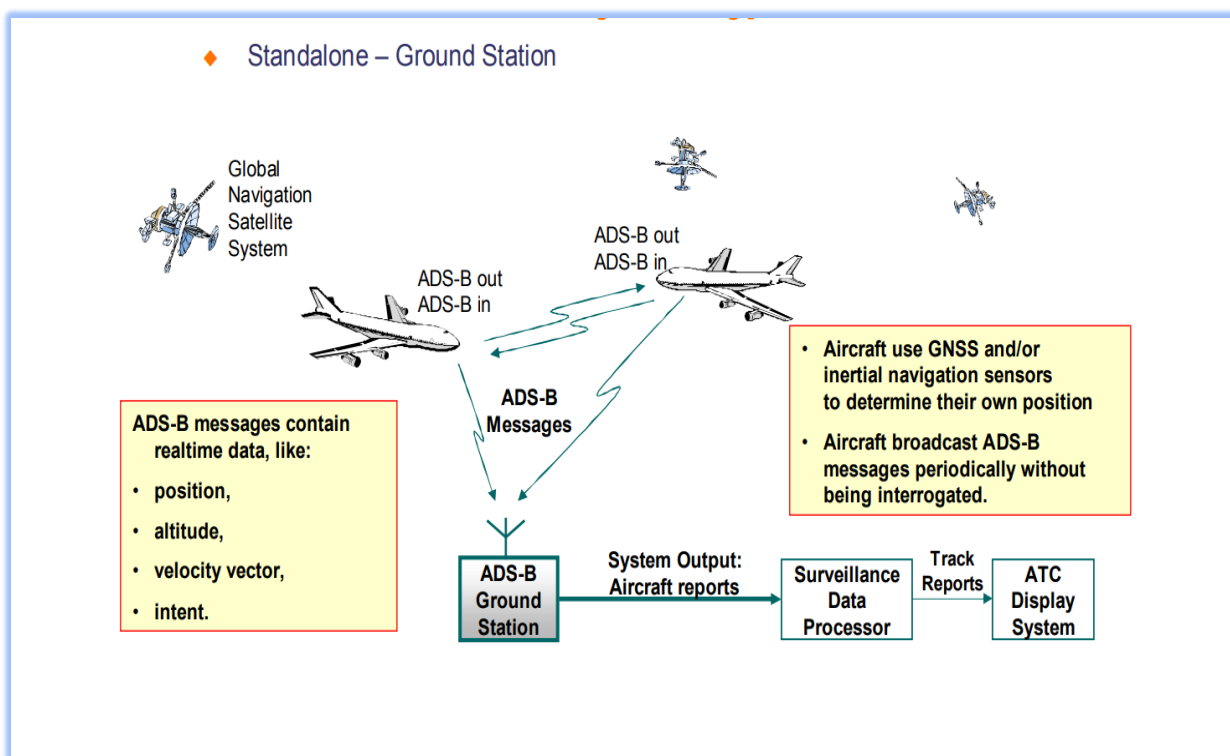 ◆ Standalone – Ground Station
Global
Navigation
Satellite
System
ADS-B out
ADS-B in
ADS-B out
ADS-B in
ADS-B
Messages
• Aircraft use GNSS and/or
inertial navigation sensors
to determine their own position
• Aircraft broadcast ADS-B
messages periodically without
being interrogated.
ADS-B messages contain
realtime data, like:
• position,
• altitude,
• velocity vector,
• intent.
ADS-B
Ground
Station
System Output:
Aircraft reports
Surveillance
Data
Processor
Track
Reports
ATC
Display
System